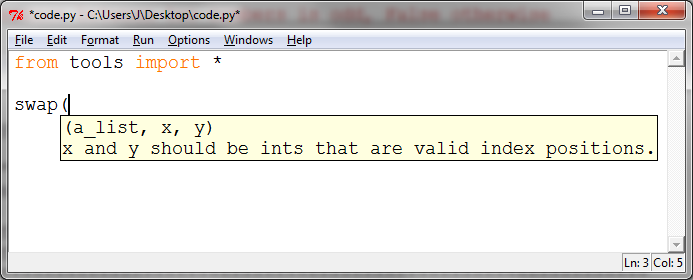 *code.py - C:\Users\J\Desktop\code.py*
File Edit Format Run Options Windows Help
from tools import *
swap(
(a_list, x, y)
x and y should be ints that are valid index positions.
Ln: 3 Col: 5